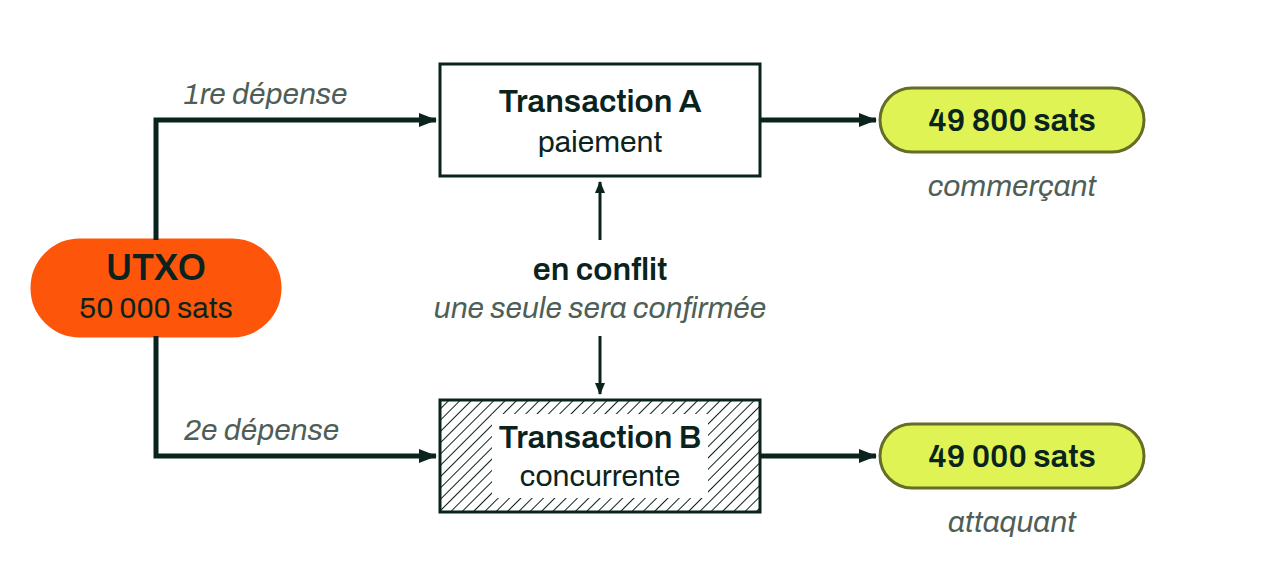 1re dépense
Transaction A
paiement
49 800 sats
commerçant
UTXO
50 000 sats
en conflit
une seule sera confirmée
2e dépense
Transaction B
concurrente
49 000 sats
attaquant